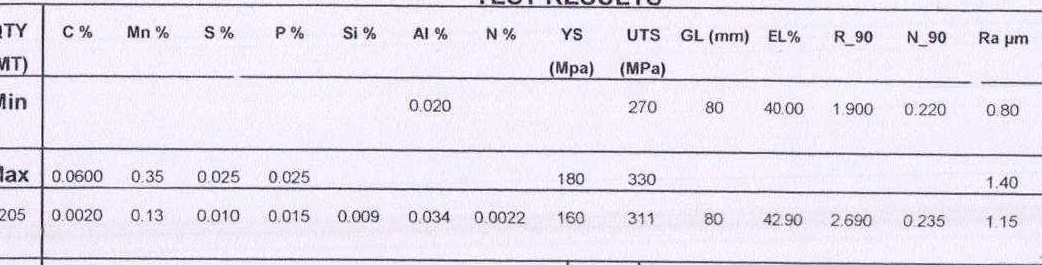 TEST RESULTS
QTY C % Mn % S % P % Si % Al % N % YS UTS GL (mm) EL% R_90 N_90 Ra µm
(MT) (Mpa) (MPa)
Min 0.020 270 80 40.00 1.900 0.220 0.80
Max 0.0600 0.35 0.025 0.025 180 330 1.40
205 0.0020 0.13 0.010 0.015 0.009 0.034 0.0022 160 311 80 42.90 2.690 0.235 1.15